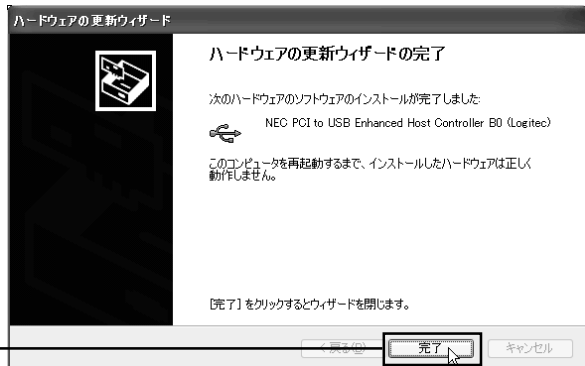 ハードウェアの更新ウィザード
ハードウェアの更新ウィザードの完了
次のハードウェアのソフトウェアのインストールが完了しました:
NEC PCI to USB Enhanced Host Controller B0 (Logitec)
このコンピュータを再起動するまで、インストールしたハードウェアは正しく
動作しません。
[完了] をクリックするとウィザードを閉じます。
< 戻る(B) 完了 キャンセル